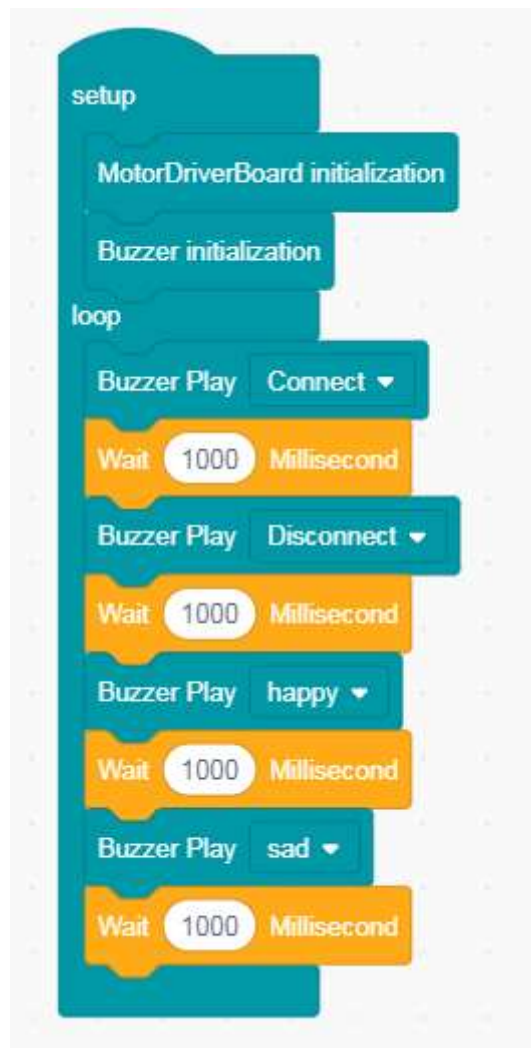 setup
MotorDriverBoard initialization
Buzzer initialization
loop
Buzzer Play Connect
Wait 1000 Millisecond
Buzzer Play Disconnect
Wait 1000 Millisecond
Buzzer Play happy
Wait 1000 Millisecond
Buzzer Play sad
Wait 1000 Millisecond